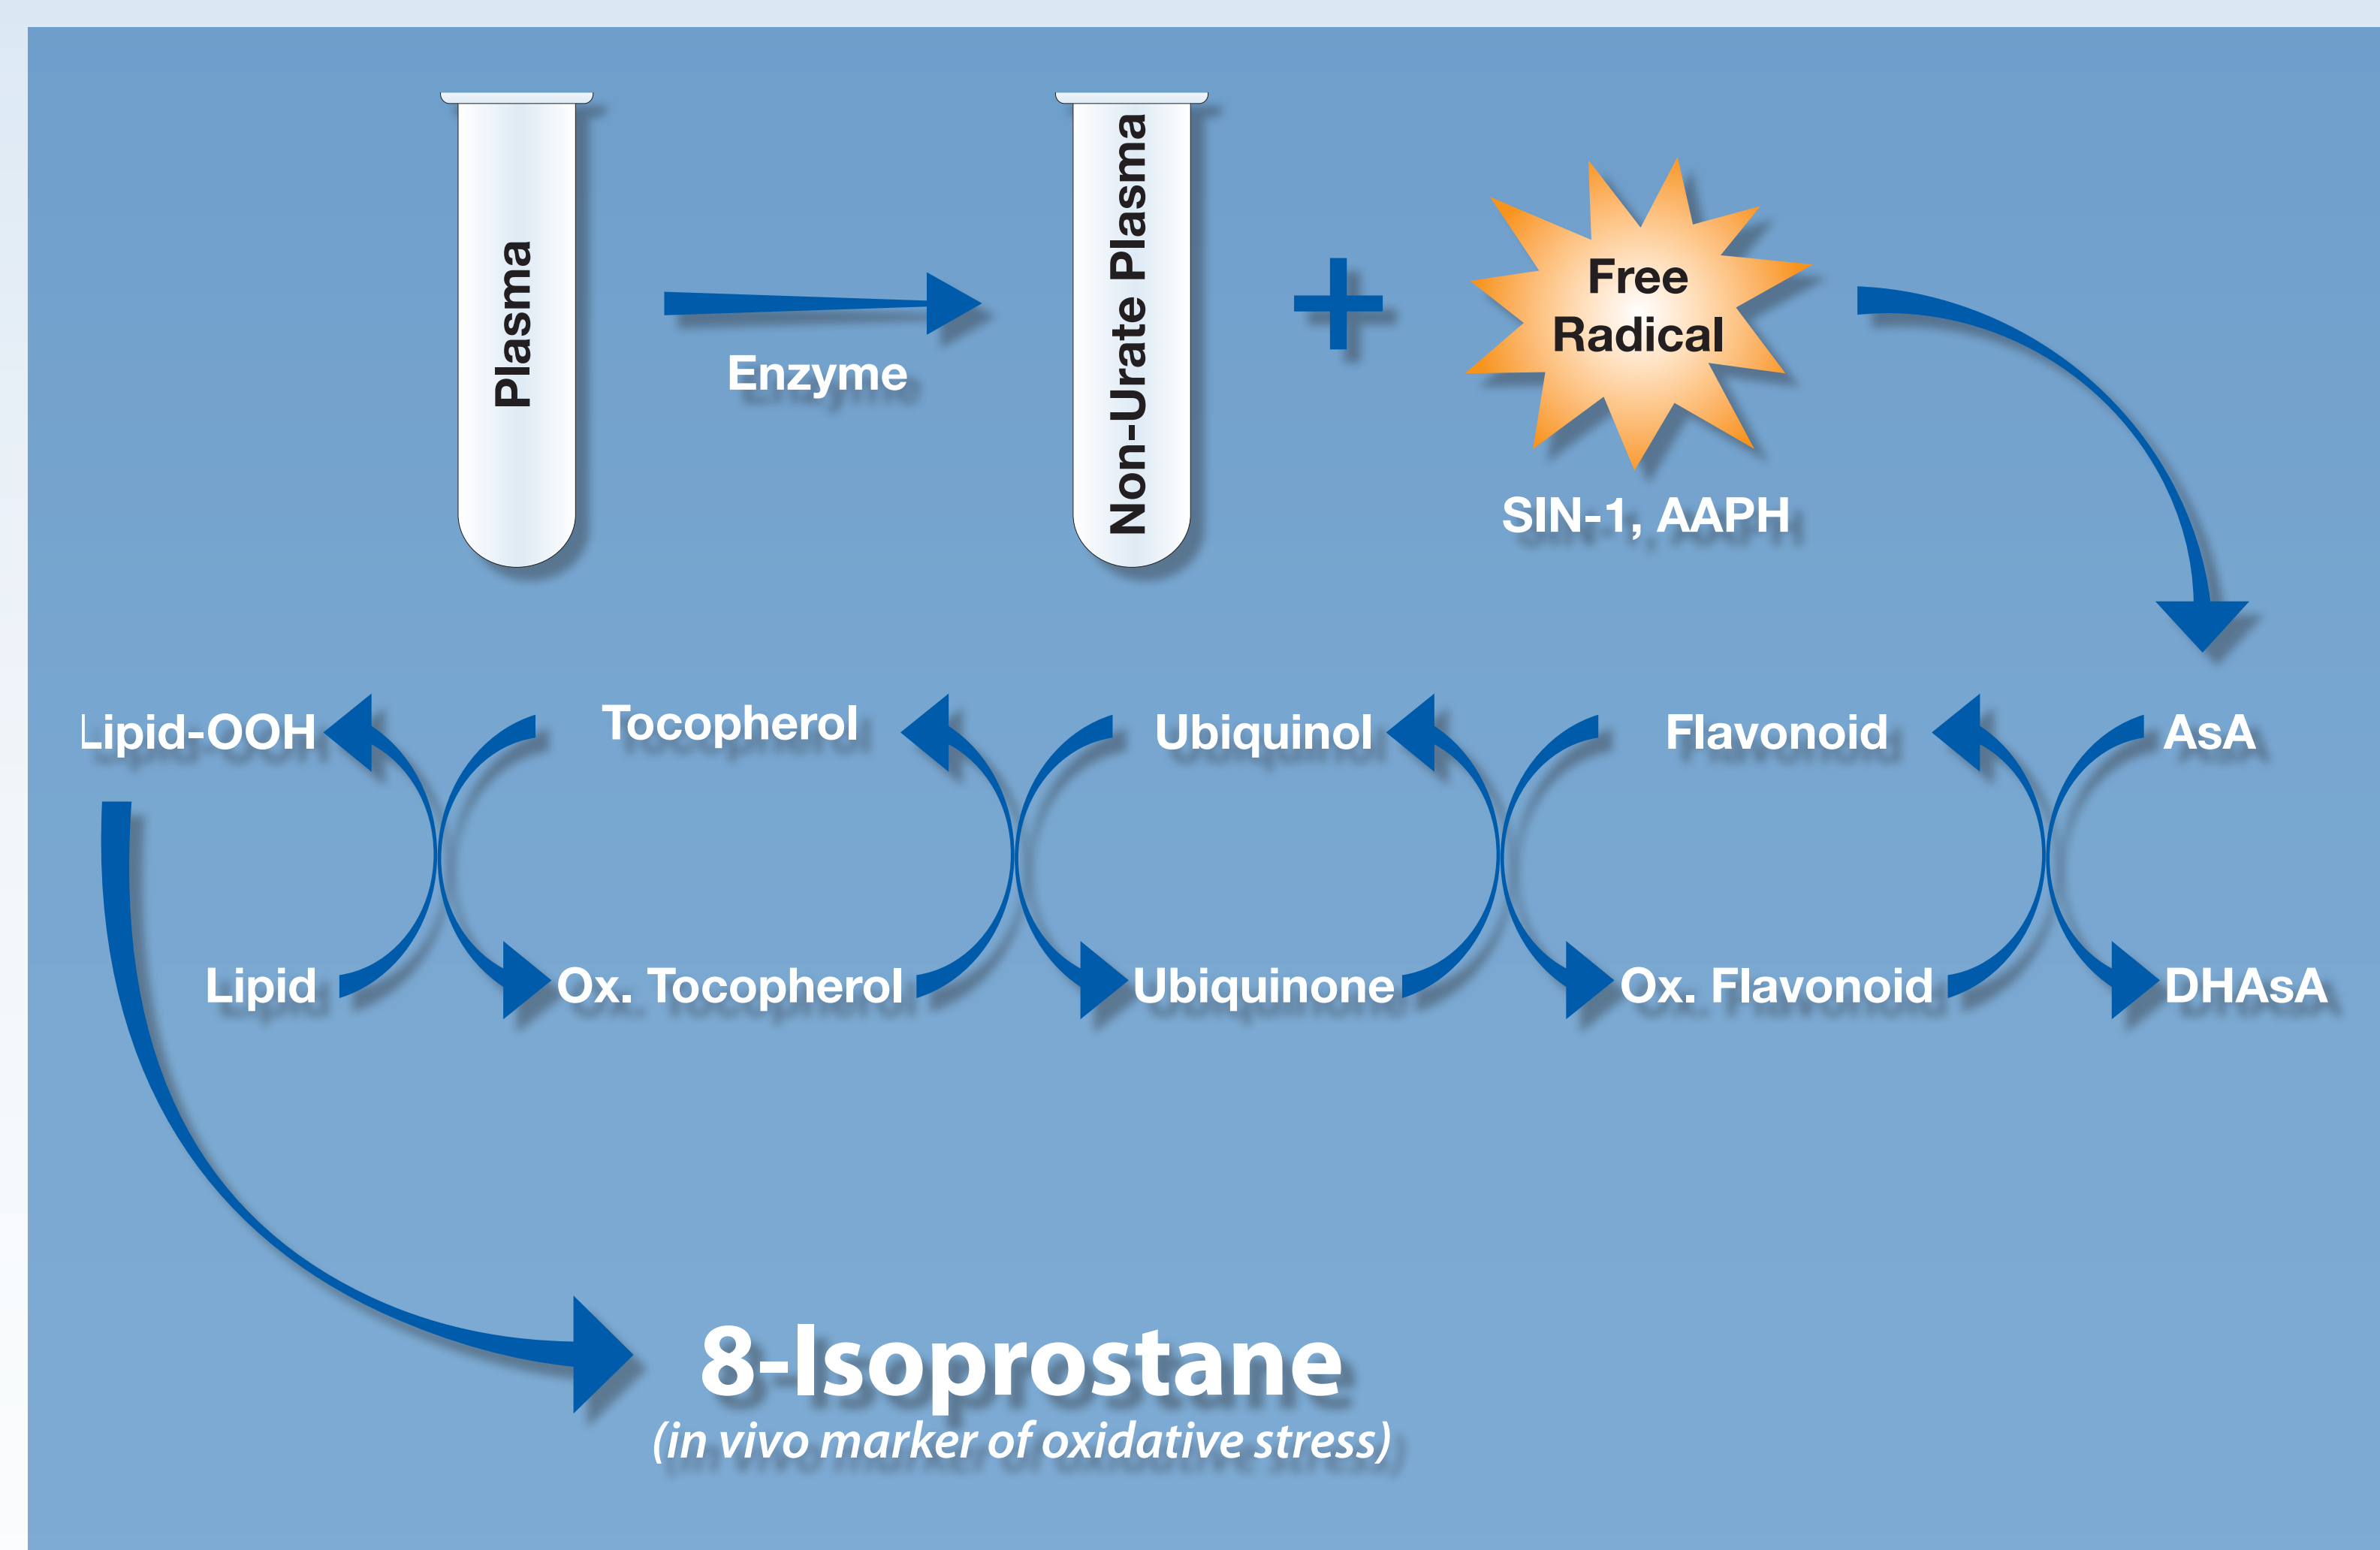 Plasma
Enzyme
Non-Urate Plasma
Free
Radical
SIN-1, AAPH
Lipid-OOH
Tocopherol
Ubiquinol
Flavonoid
AsA
Lipid
Ox. Tocopherol
Ubiquinone
Ox. Flavonoid
DHAsA
8-Isoprostane
(in vivo marker of oxidative stress)